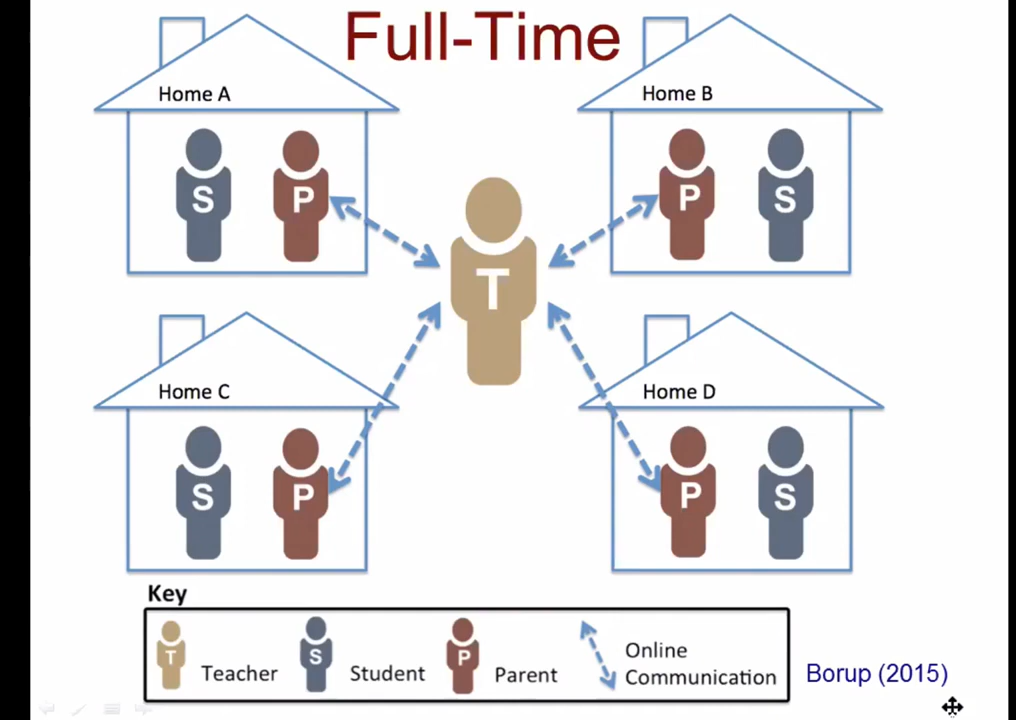 Full-Time
Home A
Home B
S
P
P
S
T
Home C
Home D
S
P
P
S
Key
T
Teacher
S
Student
P
Parent
Online
Communication
Borup (2015)